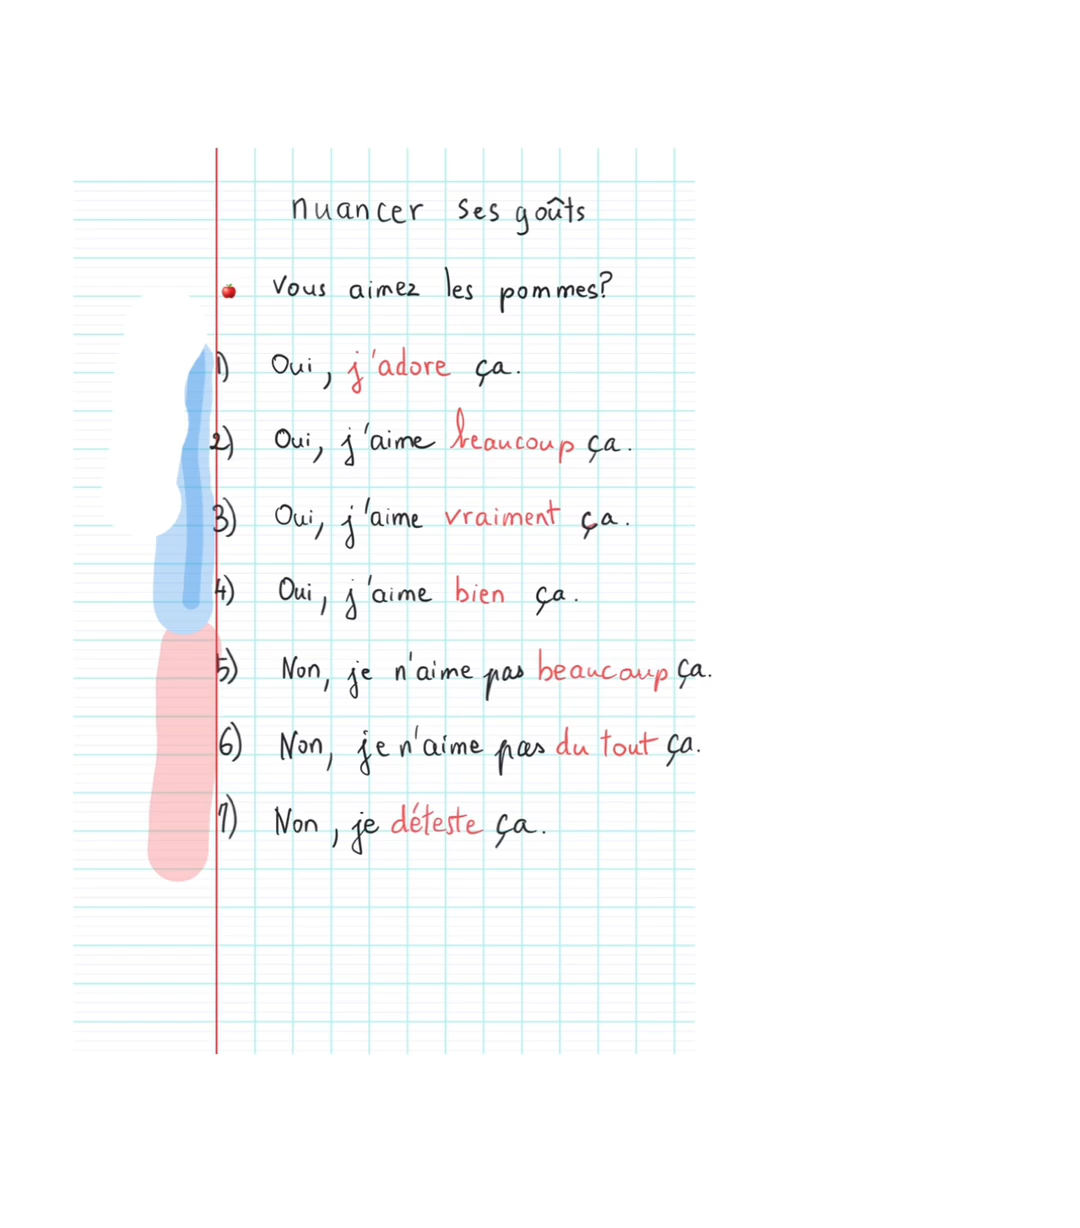 nuancer ses goûts
Vous aimez les pommes?
1) Oui, j'adore ça.
2) Oui, j'aime beaucoup ça.
3) Oui, j'aime vraiment ça.
4) Oui, j'aime bien ça.
5) Non, je n'aime pas beaucoup ça.
6) Non, je n'aime pas du tout ça.
7) Non, je déteste ça.